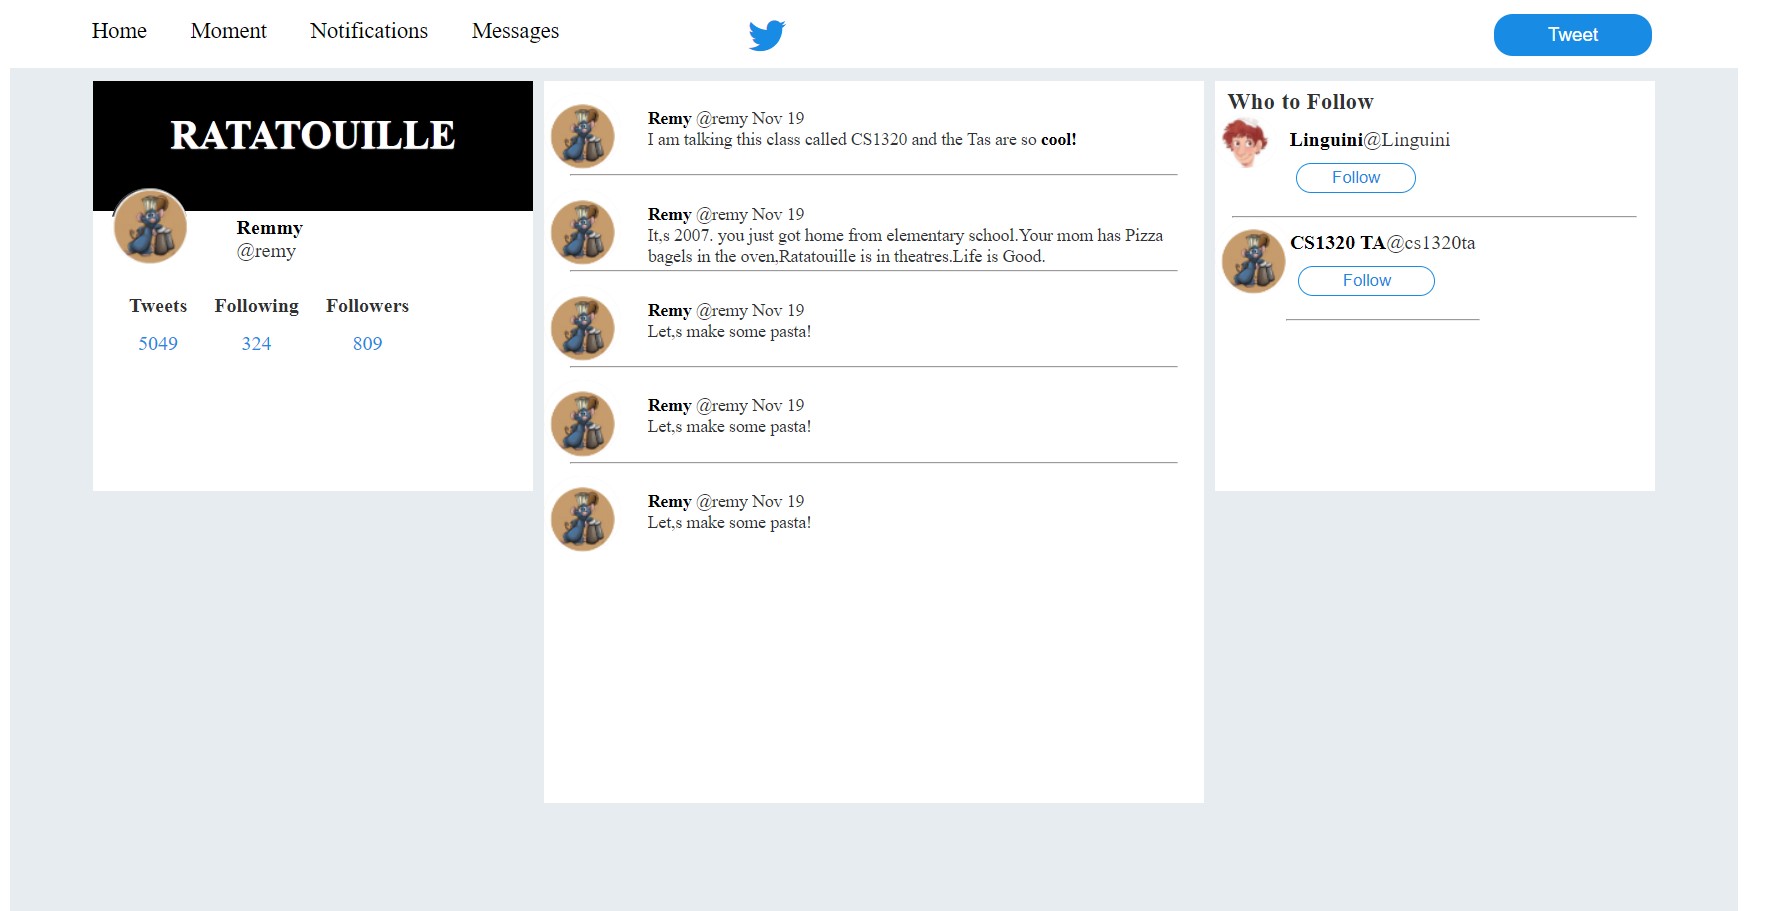 Home Moment Notifications Messages
Tweet
RATATOUILLE
Remmy
@remy
Tweets Following Followers
5049 324 809
Remy @remy Nov 19
I am talking this class called CS1320 and the Tas are so cool!
Remy @remy Nov 19
It,s 2007. you just got home from elementary school.Your mom has Pizza
bagels in the oven,Ratatouille is in theatres.Life is Good.
Remy @remy Nov 19
Let,s make some pasta!
Remy @remy Nov 19
Let,s make some pasta!
Remy @remy Nov 19
Let,s make some pasta!
Who to Follow
Linguini@Linguini
Follow
CS1320 TA@cs1320ta
Follow